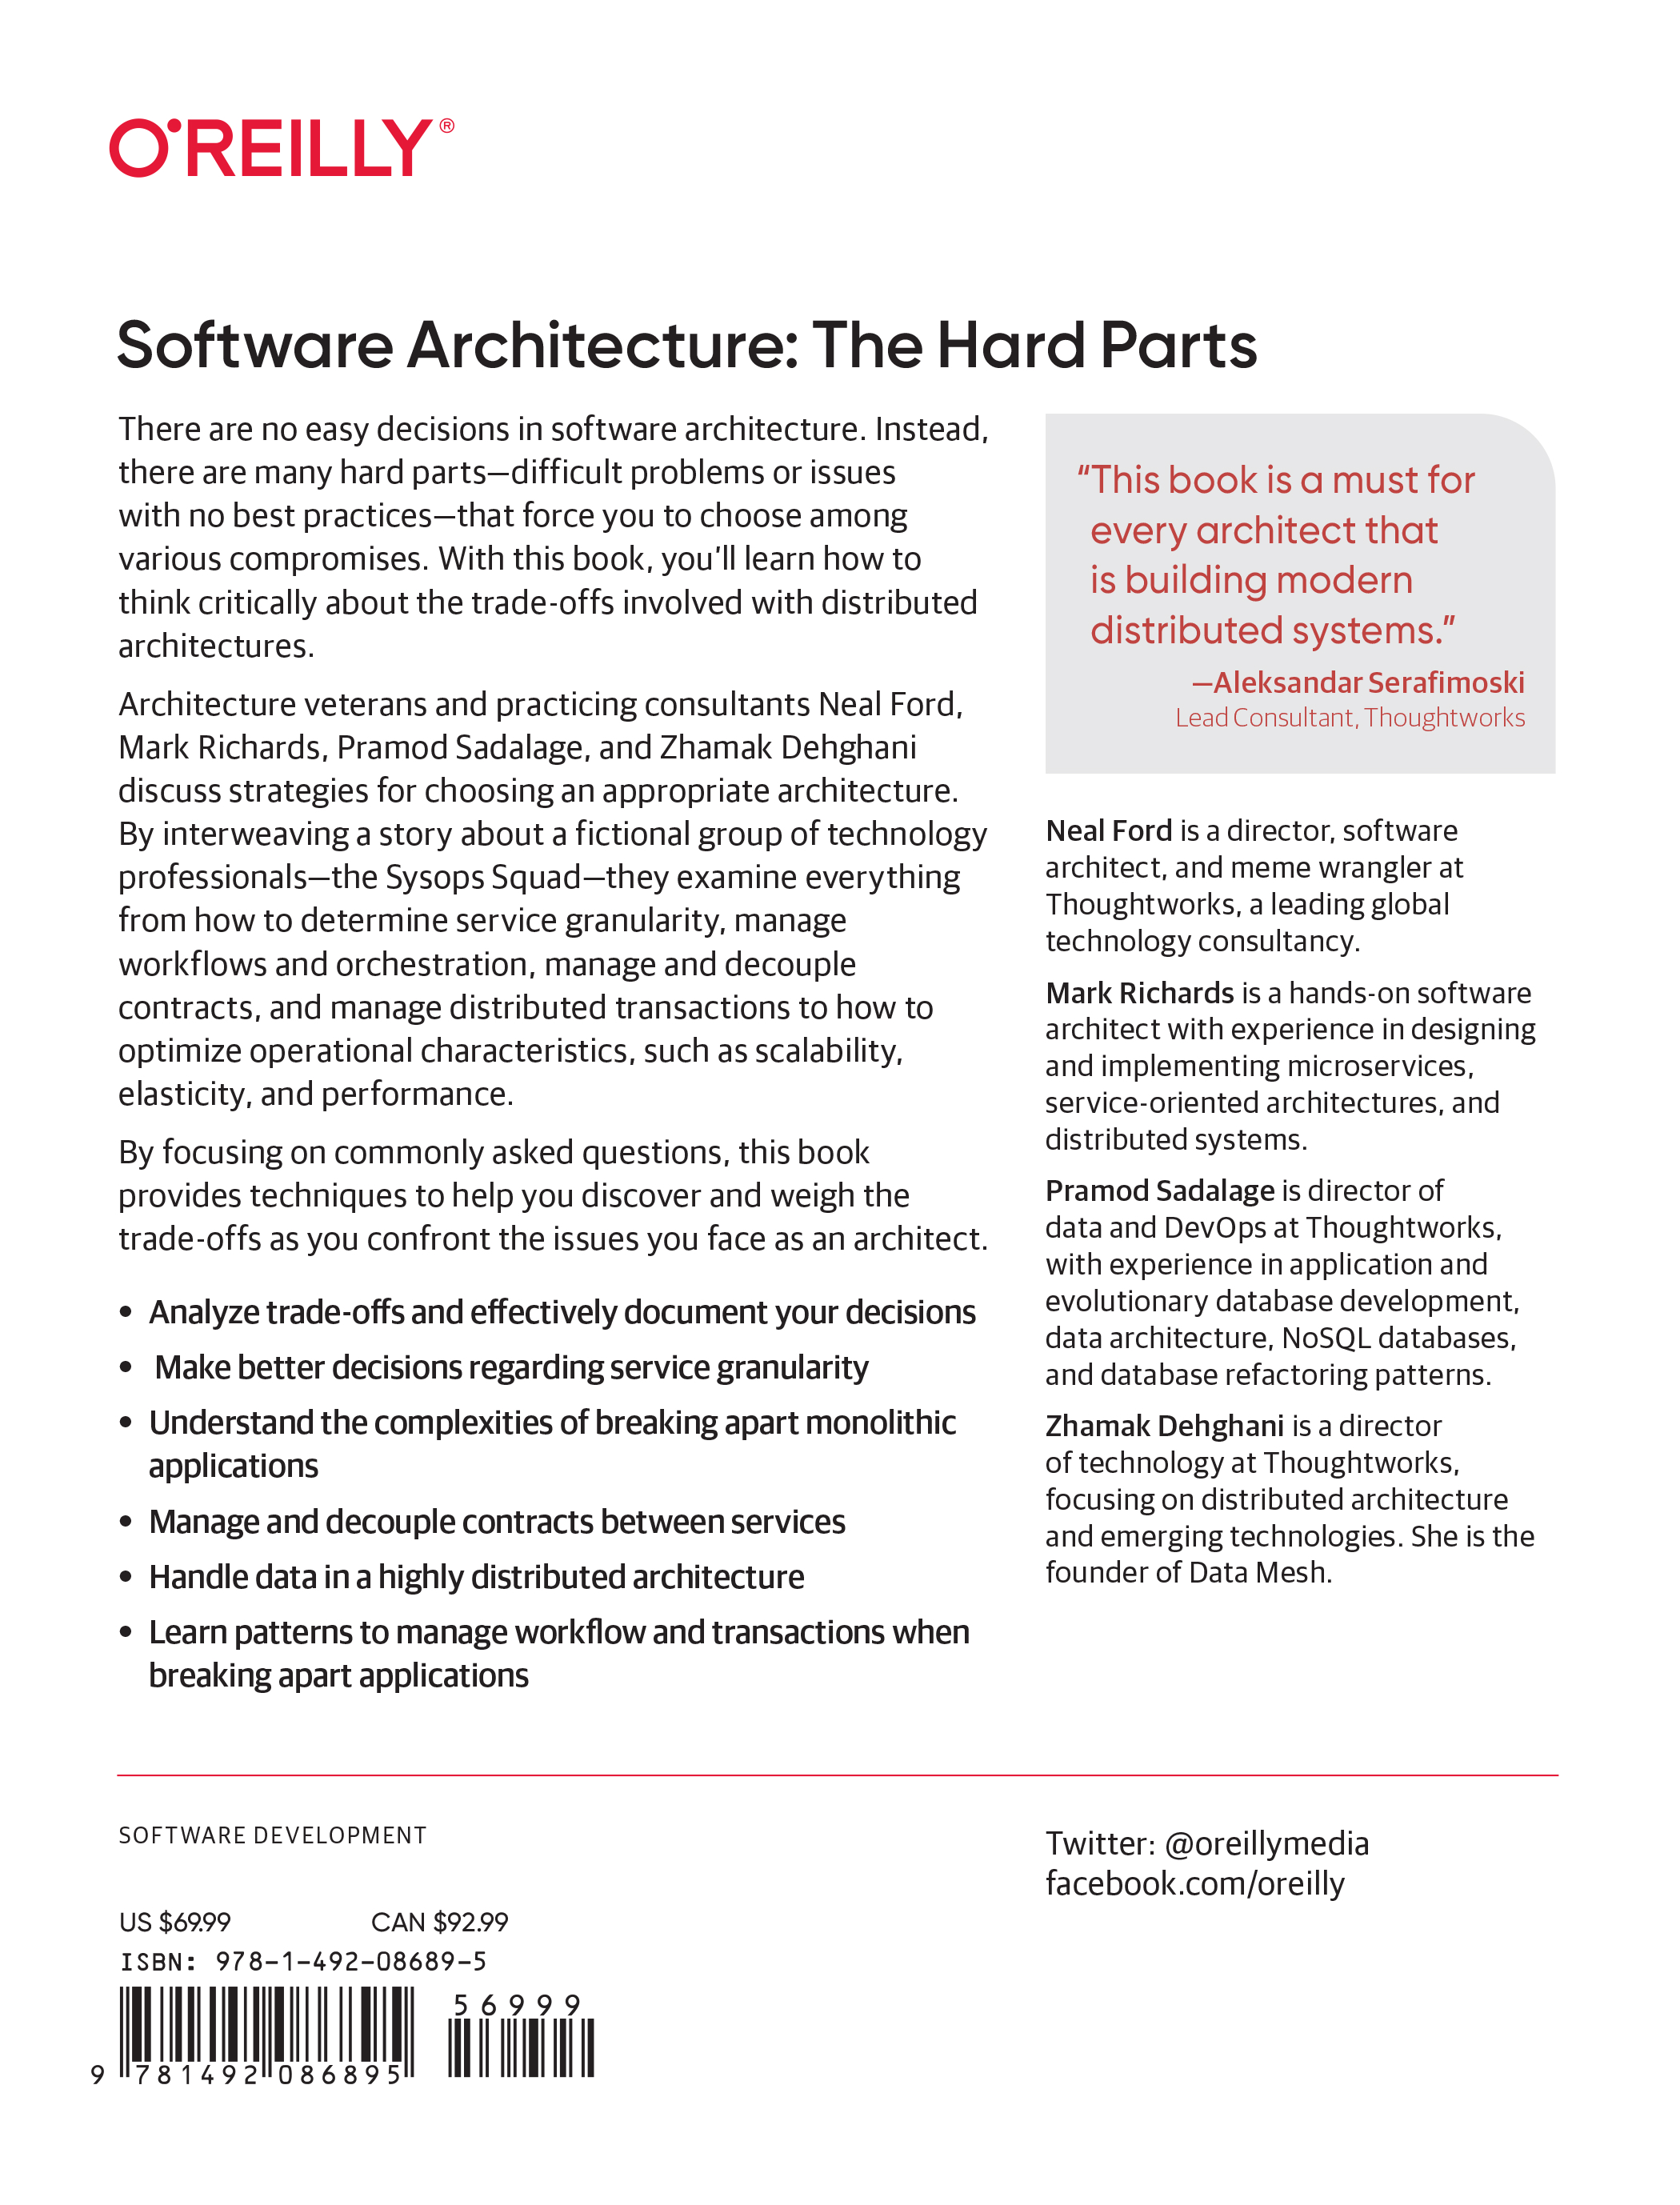 O'REILLY®
Software Architecture: The Hard Parts
There are no easy decisions in software architecture. Instead,
there are many hard parts—difficult problems or issues
with no best practices—that force you to choose among
various compromises. With this book, you’ll learn how to
think critically about the trade-offs involved with distributed
architectures.
Architecture veterans and practicing consultants Neal Ford,
Mark Richards, Pramod Sadalage, and Zhamak Dehghani
discuss strategies for choosing an appropriate architecture.
By interweaving a story about a fictional group of technology
professionals—the Sysops Squad—they examine everything
from how to determine service granularity, manage
workflows and orchestration, manage and decouple
contracts, and manage distributed transactions to how to
optimize operational characteristics, such as scalability,
elasticity, and performance.
By focusing on commonly asked questions, this book
provides techniques to help you discover and weigh the
trade-offs as you confront the issues you face as an architect.
• Analyze trade-offs and effectively document your decisions
• Make better decisions regarding service granularity
• Understand the complexities of breaking apart monolithic
applications
• Manage and decouple contracts between services
• Handle data in a highly distributed architecture
• Learn patterns to manage workflow and transactions when
breaking apart applications
“This book is a must for
every architect that
is building modern
distributed systems.”
—Aleksandar Serafimoski
Lead Consultant, Thoughtworks
Neal Ford is a director, software
architect, and meme wrangler at
Thoughtworks, a leading global
technology consultancy.
Mark Richards is a hands-on software
architect with experience in designing
and implementing microservices,
service-oriented architectures, and
distributed systems.
Pramod Sadalage is director of
data and DevOps at Thoughtworks,
with experience in application and
evolutionary database development,
data architecture, NoSQL databases,
and database refactoring patterns.
Zhamak Dehghani is a director
of technology at Thoughtworks,
focusing on distributed architecture
and emerging technologies. She is the
founder of Data Mesh.
SOFTWARE DEVELOPMENT
US $69.99 CAN $92.99
ISBN: 978-1-492-08689-5
56999
9 781492 086895
Twitter: @oreillymedia
facebook.com/oreilly